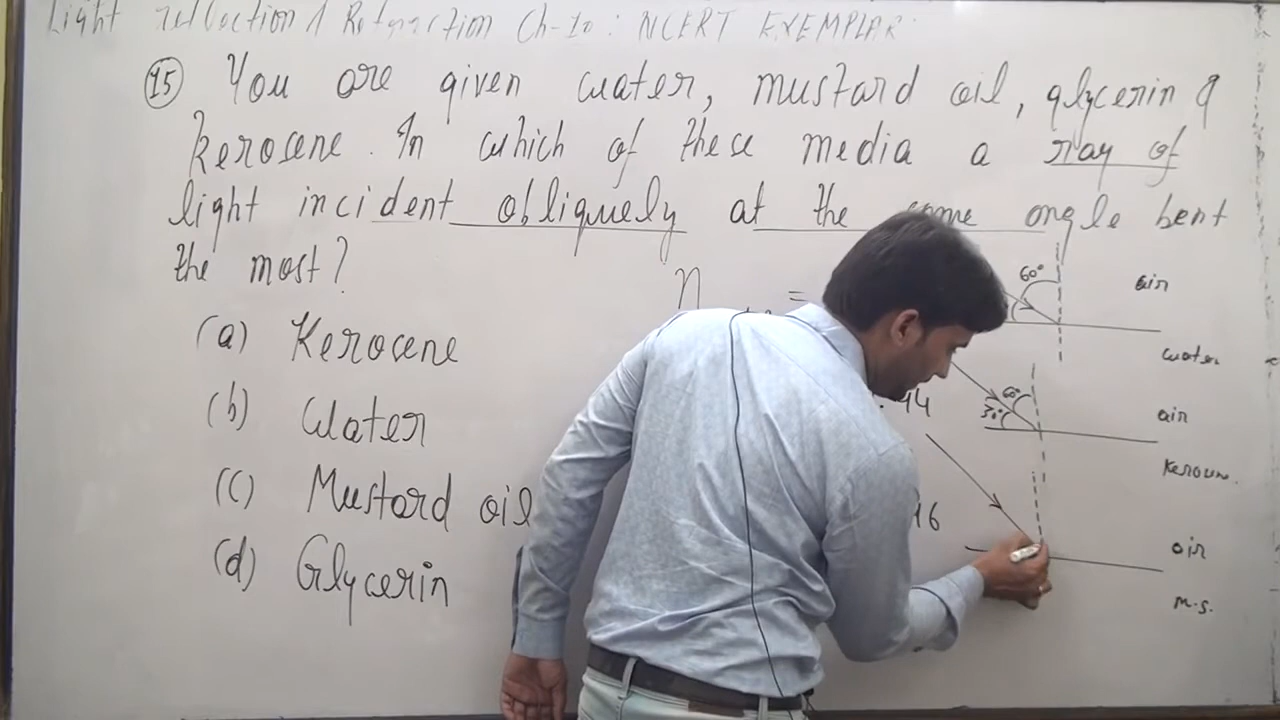 Light reflection & Refraction Ch-10 : NCERT EXEMPLAR
15 You are given water, mustard oil, glycerin &
kerosene. In which of these media a ray of
light incident obliquely at the same angle bent
the most?
(a) Kerosene
(b) Water
(c) Mustard oil
(d) Glycerin
n =
.44
46
60°
air
water
60°
30°
air
Kerosen.
air
M.S.